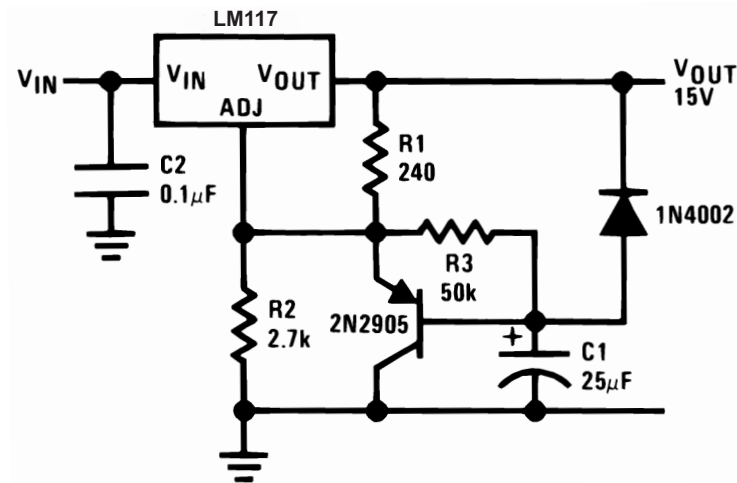 LM117
VIN
VIN VOUT
ADJ
VOUT
15V
C2
0.1μF
R1
240
1N4002
R3
50k
R2
2.7k
2N2905
+
C1
25μF